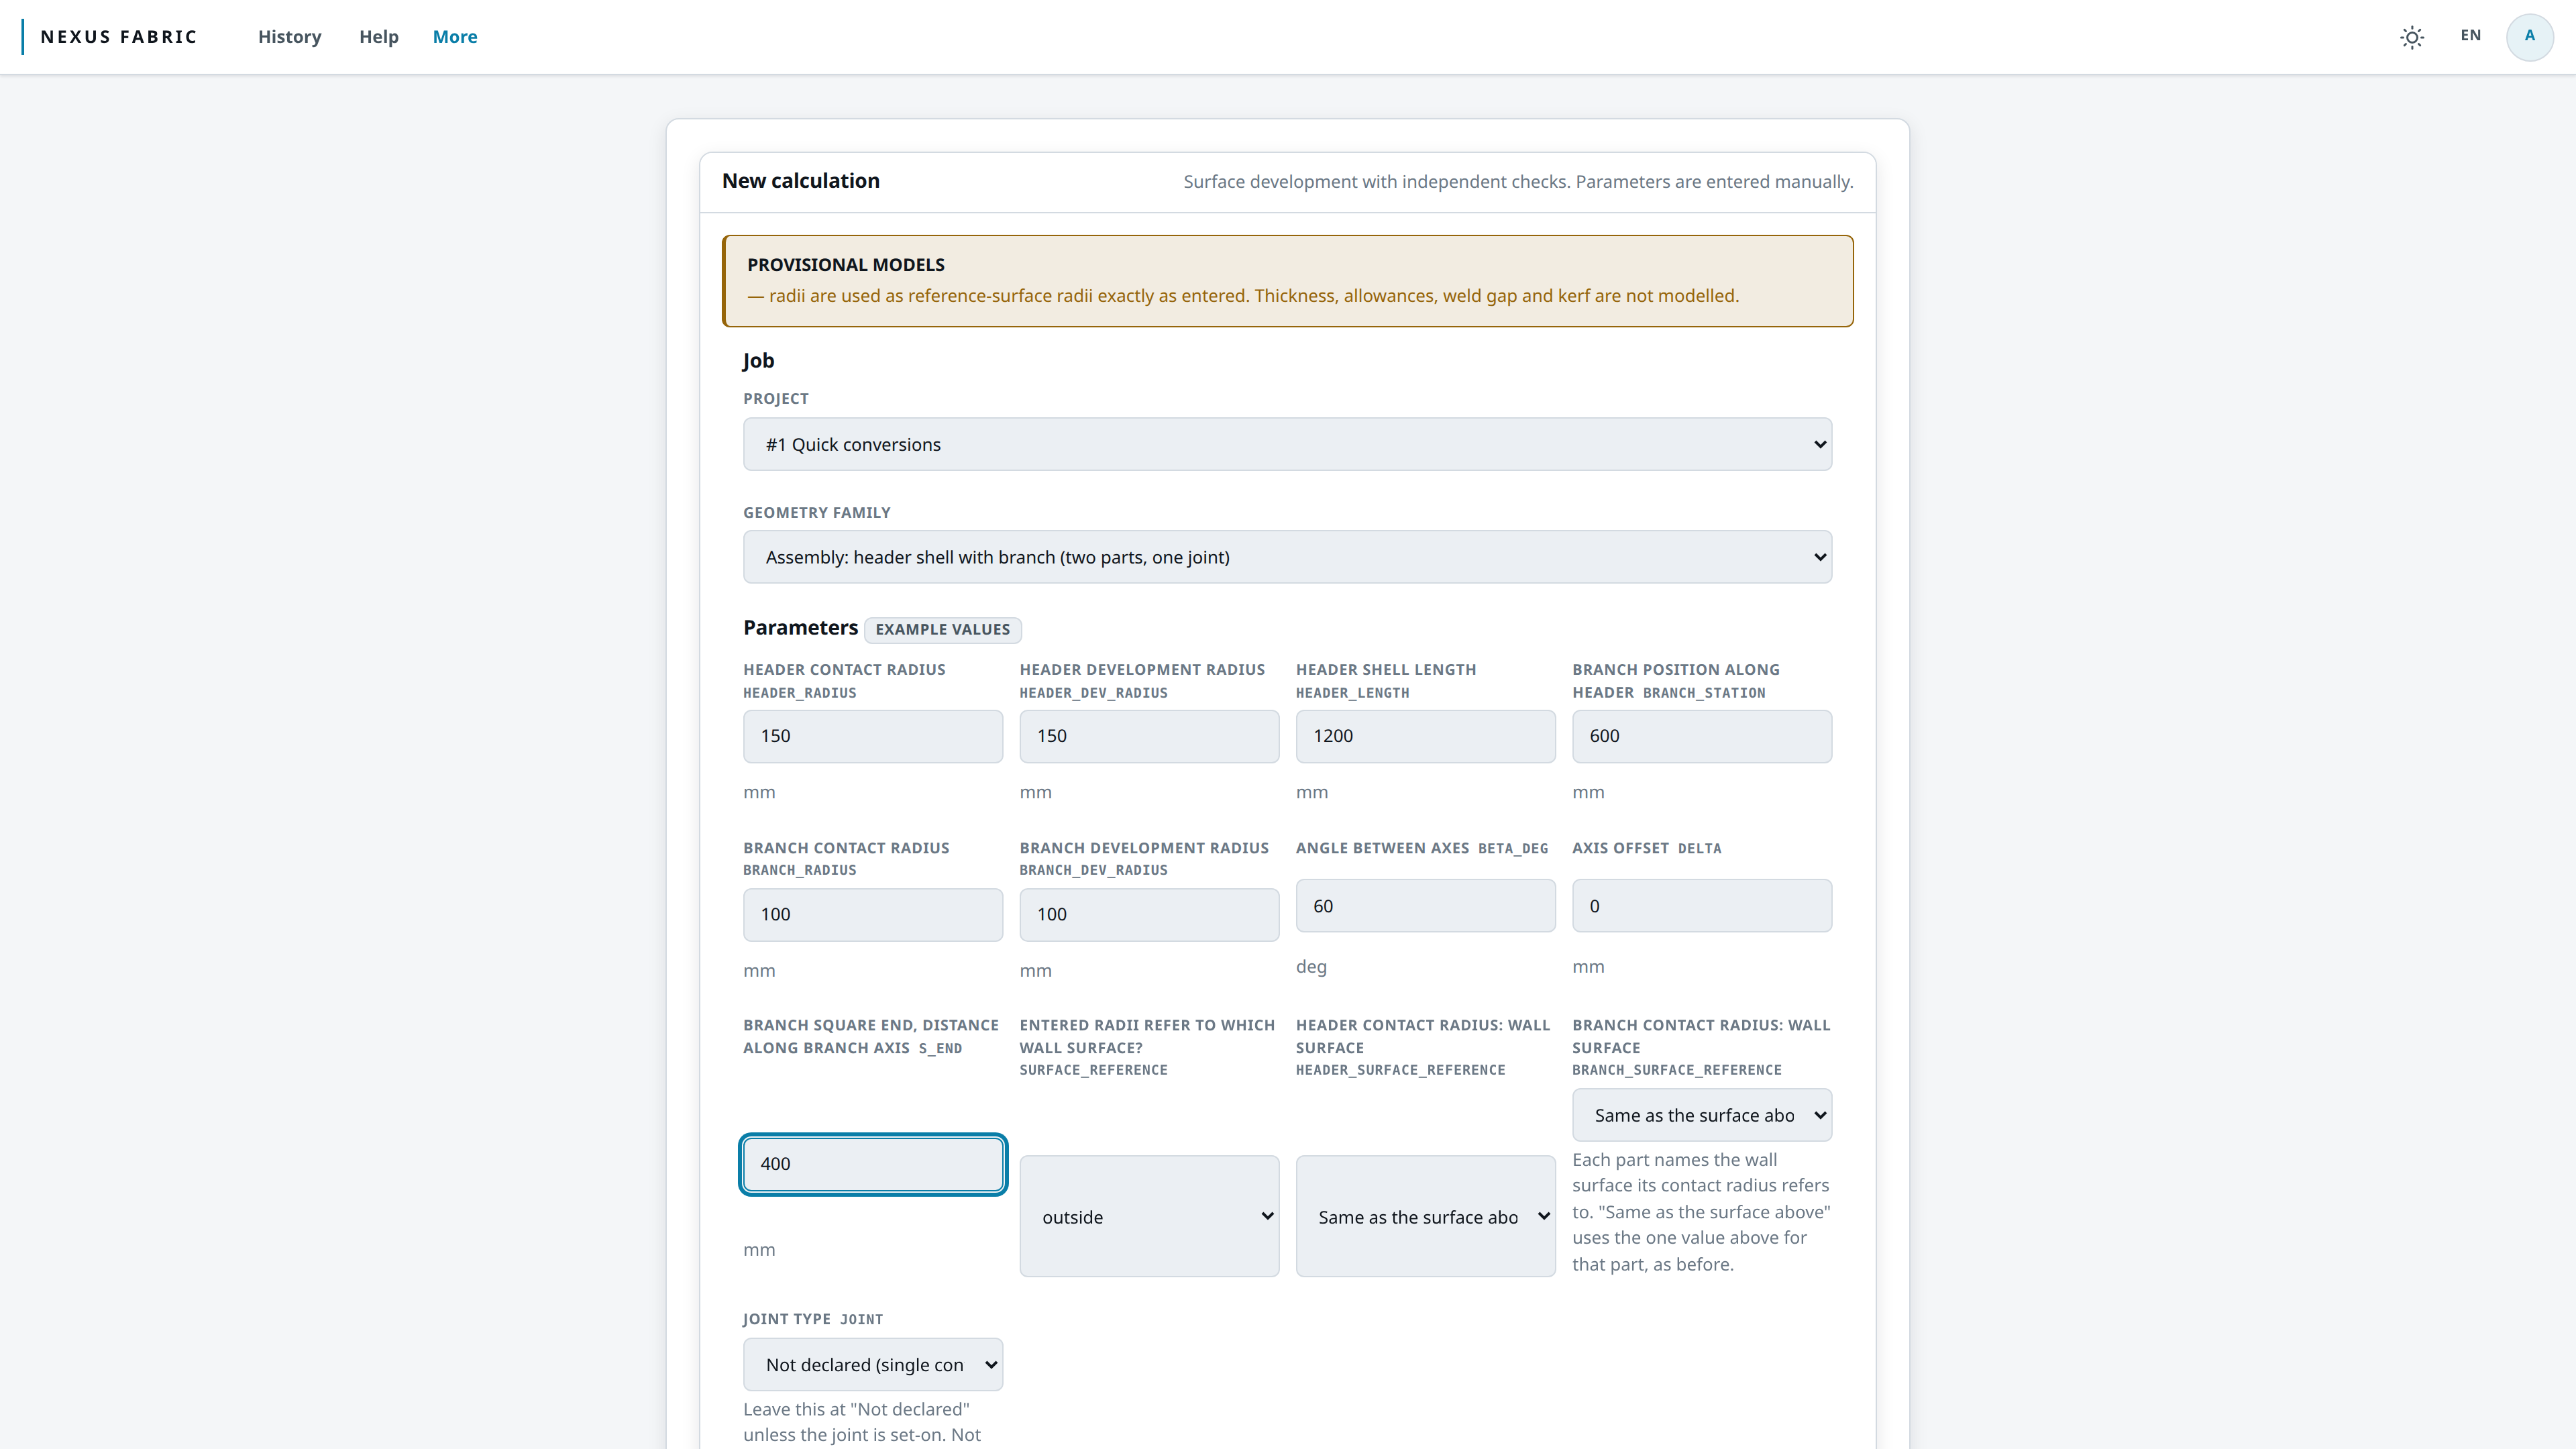 NEXUS FABRIC History Help More EN A
New calculation Surface development with independent checks. Parameters are entered manually.
PROVISIONAL MODELS
— radii are used as reference-surface radii exactly as entered. Thickness, allowances, weld gap and kerf are not modelled.
Job
PROJECT
#1 Quick conversions
GEOMETRY FAMILY
Assembly: header shell with branch (two parts, one joint)
Parameters EXAMPLE VALUES
HEADER CONTACT RADIUS
HEADER_RADIUS
150
mm
HEADER DEVELOPMENT RADIUS
HEADER_DEV_RADIUS
150
mm
HEADER SHELL LENGTH
HEADER_LENGTH
1200
mm
BRANCH POSITION ALONG
HEADER BRANCH_STATION
600
mm
BRANCH CONTACT RADIUS
BRANCH_RADIUS
100
mm
BRANCH DEVELOPMENT RADIUS
BRANCH_DEV_RADIUS
100
mm
ANGLE BETWEEN AXES BETA_DEG
60
deg
AXIS OFFSET DELTA
0
mm
BRANCH SQUARE END, DISTANCE
ALONG BRANCH AXIS S_END
400
mm
ENTERED RADII REFER TO WHICH
WALL SURFACE?
SURFACE_REFERENCE
outside
HEADER CONTACT RADIUS: WALL
SURFACE
HEADER_SURFACE_REFERENCE
Same as the surface abo
BRANCH CONTACT RADIUS: WALL
SURFACE
BRANCH_SURFACE_REFERENCE
Same as the surface abo
Each part names the wall
surface its contact radius refers
to. "Same as the surface above"
uses the one value above for
that part, as before.
JOINT TYPE JOINT
Not declared (single con
Leave this at "Not declared"
unless the joint is set-on. Not